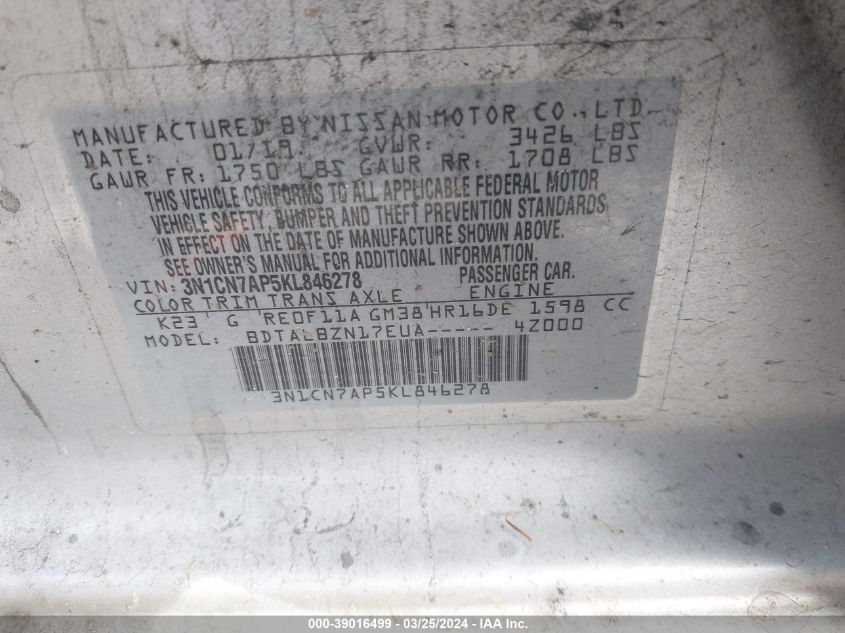 MANUFACTURED BY NISSAN MOTOR CO., LTD.
DATE: 01/19 GVWR: 3426 LBS
GAWR FR: 1750 LBS GAWR RR: 1708 LBS
THIS VEHICLE CONFORMS TO ALL APPLICABLE FEDERAL MOTOR
VEHICLE SAFETY, BUMPER AND THEFT PREVENTION STANDARDS
IN EFFECT ON THE DATE OF MANUFACTURE SHOWN ABOVE.
SEE OWNER'S MANUAL FOR ADDITIONAL INFORMATION.
VIN: 3N1CN7AP5KL846278 PASSENGER CAR.
COLOR TRIM TRANS AXLE ENGINE
K23 G RE0F11A GM38 HR16DE 1598 CC
MODEL: BDTALBZN17EUA----- 4Z000
3N1CN7AP5KL846278
000-39016499 - 03/25/2024 - IAA Inc.